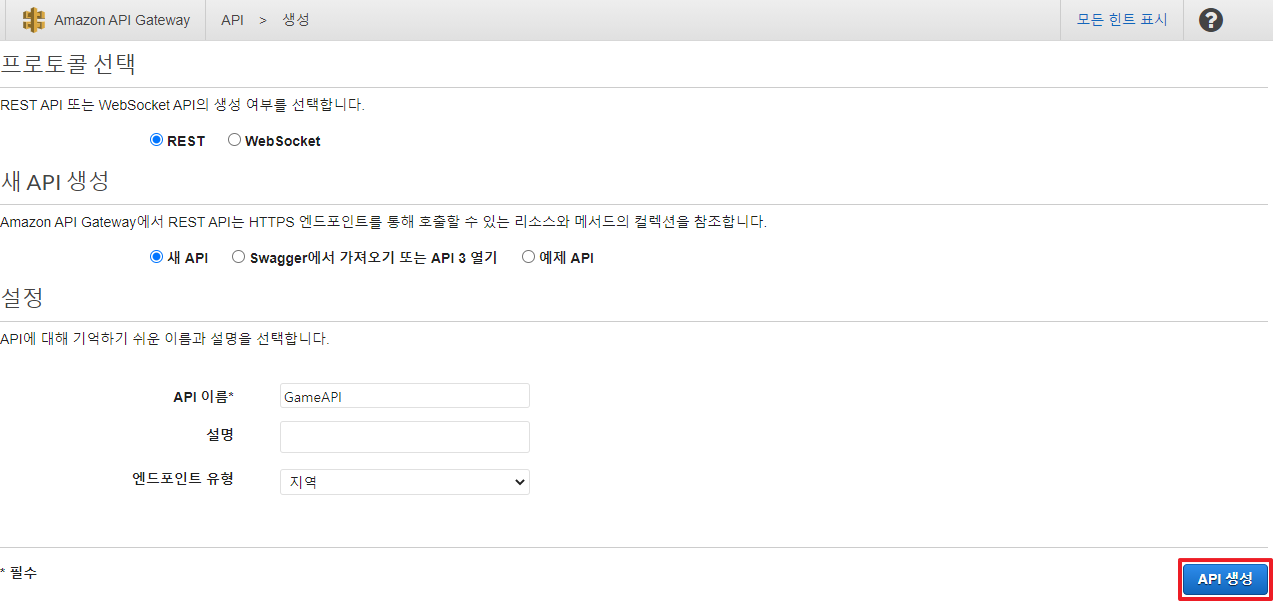 Amazon API Gateway API > 생성 모든 힌트 표시 ?
프로토콜 선택
REST API 또는 WebSocket API의 생성 여부를 선택합니다.
REST WebSocket
새 API 생성
Amazon API Gateway에서 REST API는 HTTPS 엔드포인트를 통해 호출할 수 있는 리소스와 메서드의 컬렉션을 참조합니다.
새 API Swagger에서 가져오기 또는 API 3 열기 예제 API
설정
API에 대해 기억하기 쉬운 이름과 설명을 선택합니다.
API 이름* GameAPI
설명
엔드포인트 유형 지역
* 필수 API 생성